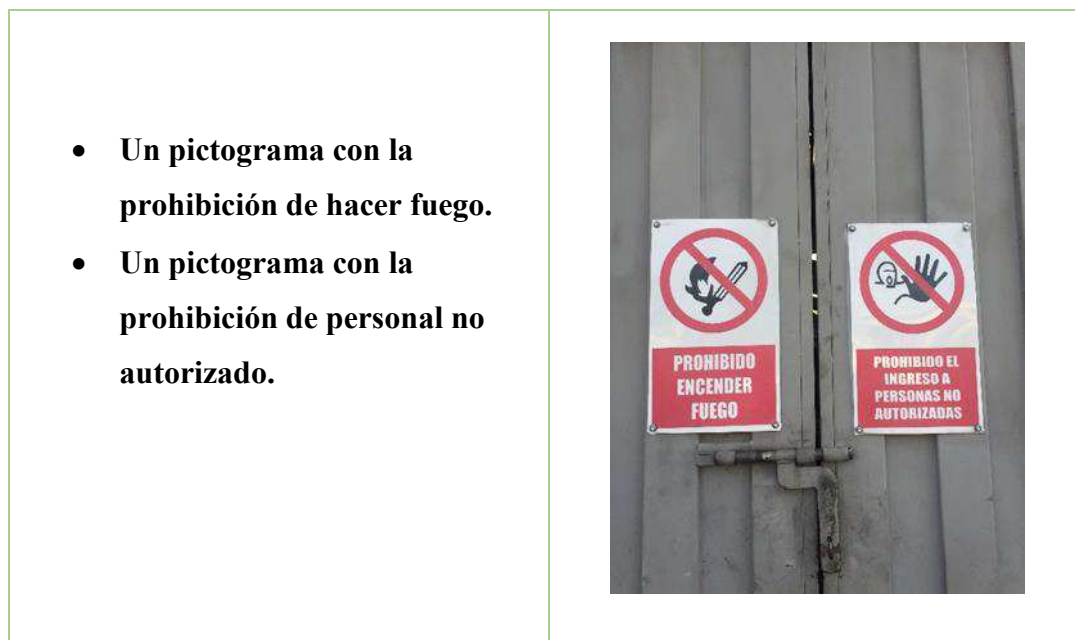 • Un pictograma con la
prohibición de hacer fuego.
• Un pictograma con la
prohibición de personal no
autorizado.
PROHIBIDO
ENCENDER
FUEGO
PROHIBIDO EL
INGRESO A
PERSONAS NO
AUTORIZADAS